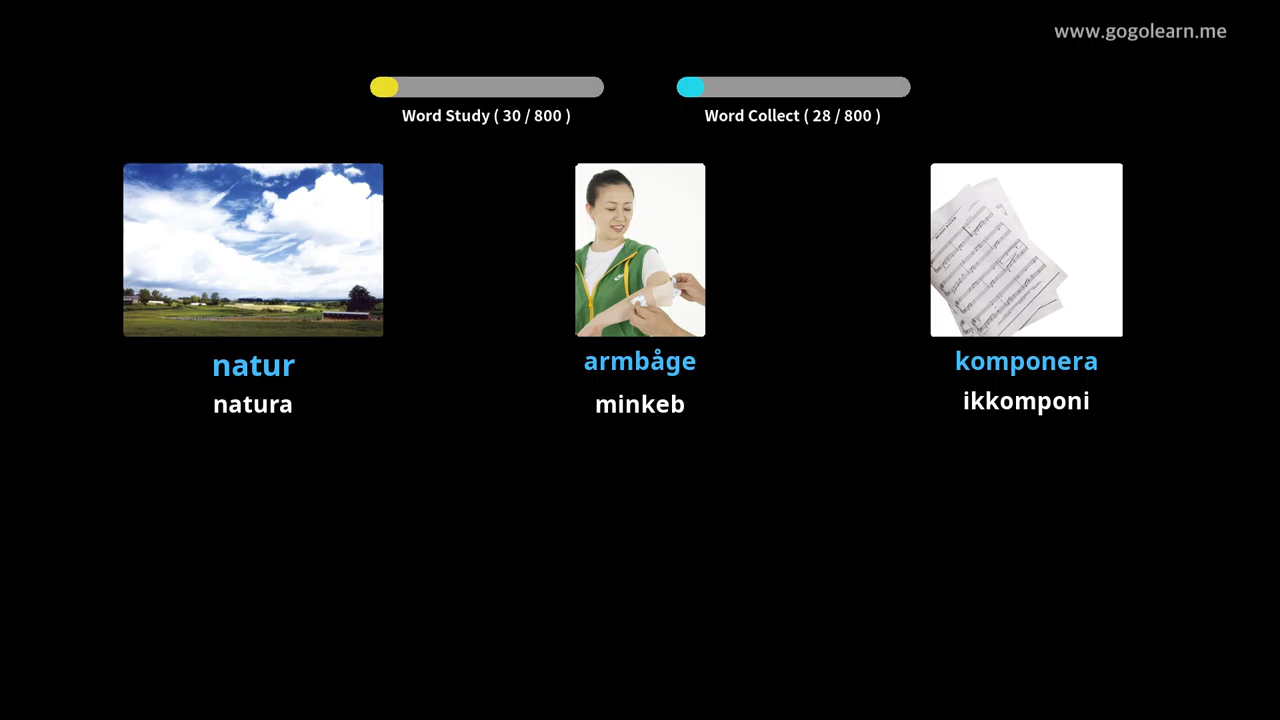 www.gogolearn.me
Word Study ( 30 / 800 )
Word Collect ( 28 / 800 )
natur
natura
armbåge
minkeb
komponera
ikkomponi